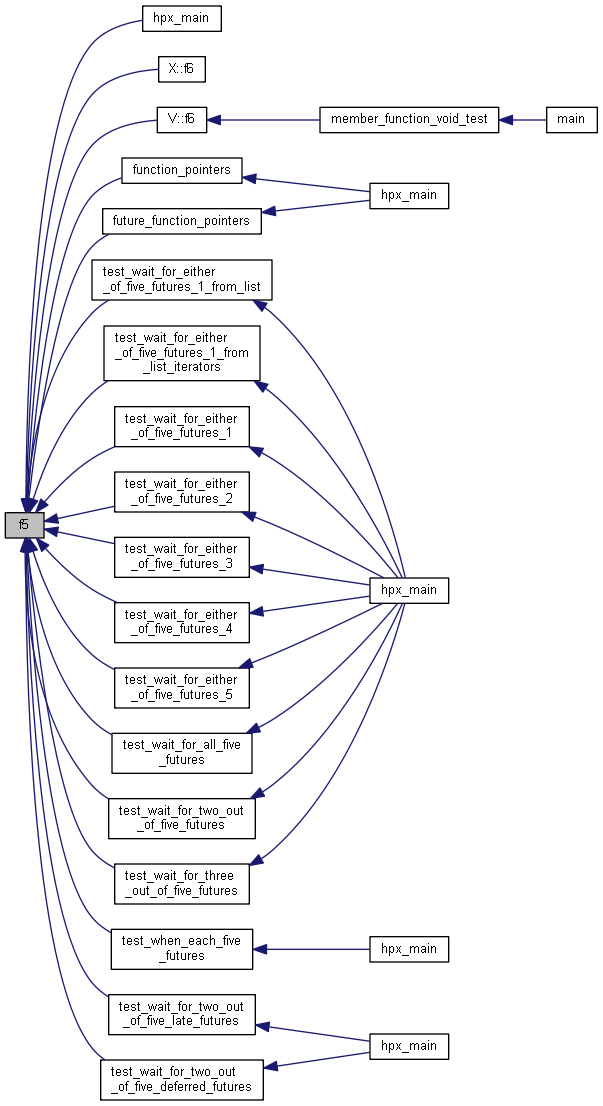 hpx_main
X::f6
V::f6
member_function_void_test
main
function_pointers
hpx_main
future_function_pointers
test_wait_for_either
_of_five_futures_1_from_list
test_wait_for_either
_of_five_futures_1_from
_list_iterators
test_wait_for_either
_of_five_futures_1
test_wait_for_either
_of_five_futures_2
f5
test_wait_for_either
_of_five_futures_3
hpx_main
test_wait_for_either
_of_five_futures_4
test_wait_for_either
_of_five_futures_5
test_wait_for_all_five
_futures
test_wait_for_two_out
_of_five_futures
test_wait_for_three
_out_of_five_futures
test_when_each_five
_futures
hpx_main
test_wait_for_two_out
_of_five_late_futures
hpx_main
test_wait_for_two_out
_of_five_deferred_futures